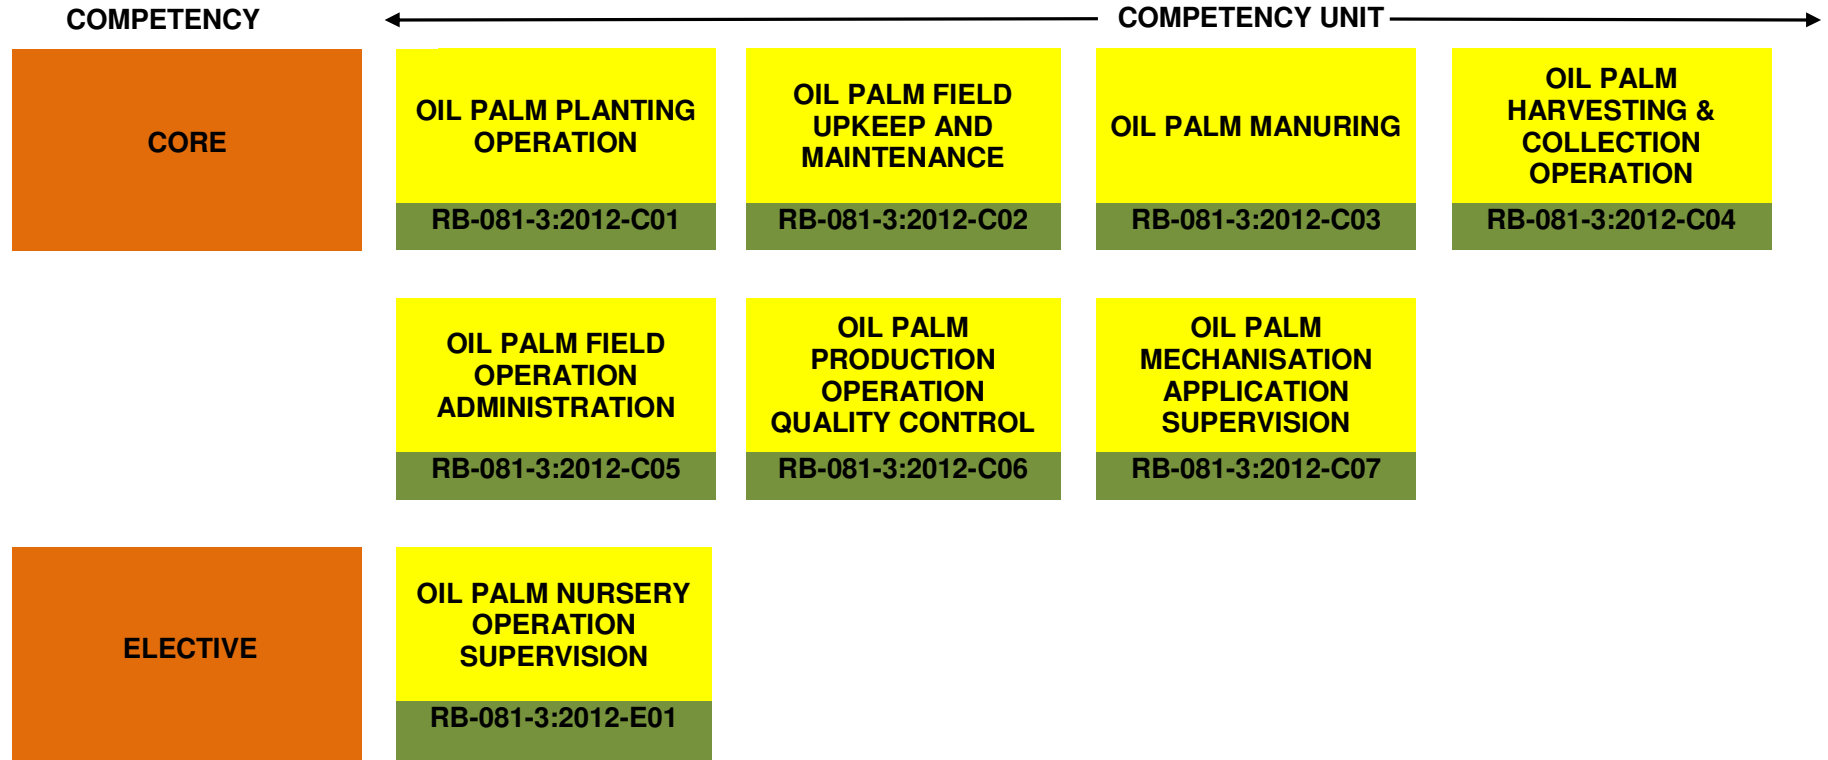 COMPETENCY
COMPETENCY UNIT
CORE
OIL PALM PLANTING
OPERATION
RB-081-3:2012-C01
OIL PALM FIELD
UPKEEP AND
MAINTENANCE
RB-081-3:2012-C02
OIL PALM MANURING
RB-081-3:2012-C03
OIL PALM
HARVESTING &
COLLECTION
OPERATION
RB-081-3:2012-C04
OIL PALM FIELD
OPERATION
ADMINISTRATION
RB-081-3:2012-C05
OIL PALM
PRODUCTION
OPERATION
QUALITY CONTROL
RB-081-3:2012-C06
OIL PALM
MECHANISATION
APPLICATION
SUPERVISION
RB-081-3:2012-C07
ELECTIVE
OIL PALM NURSERY
OPERATION
SUPERVISION
RB-081-3:2012-E01